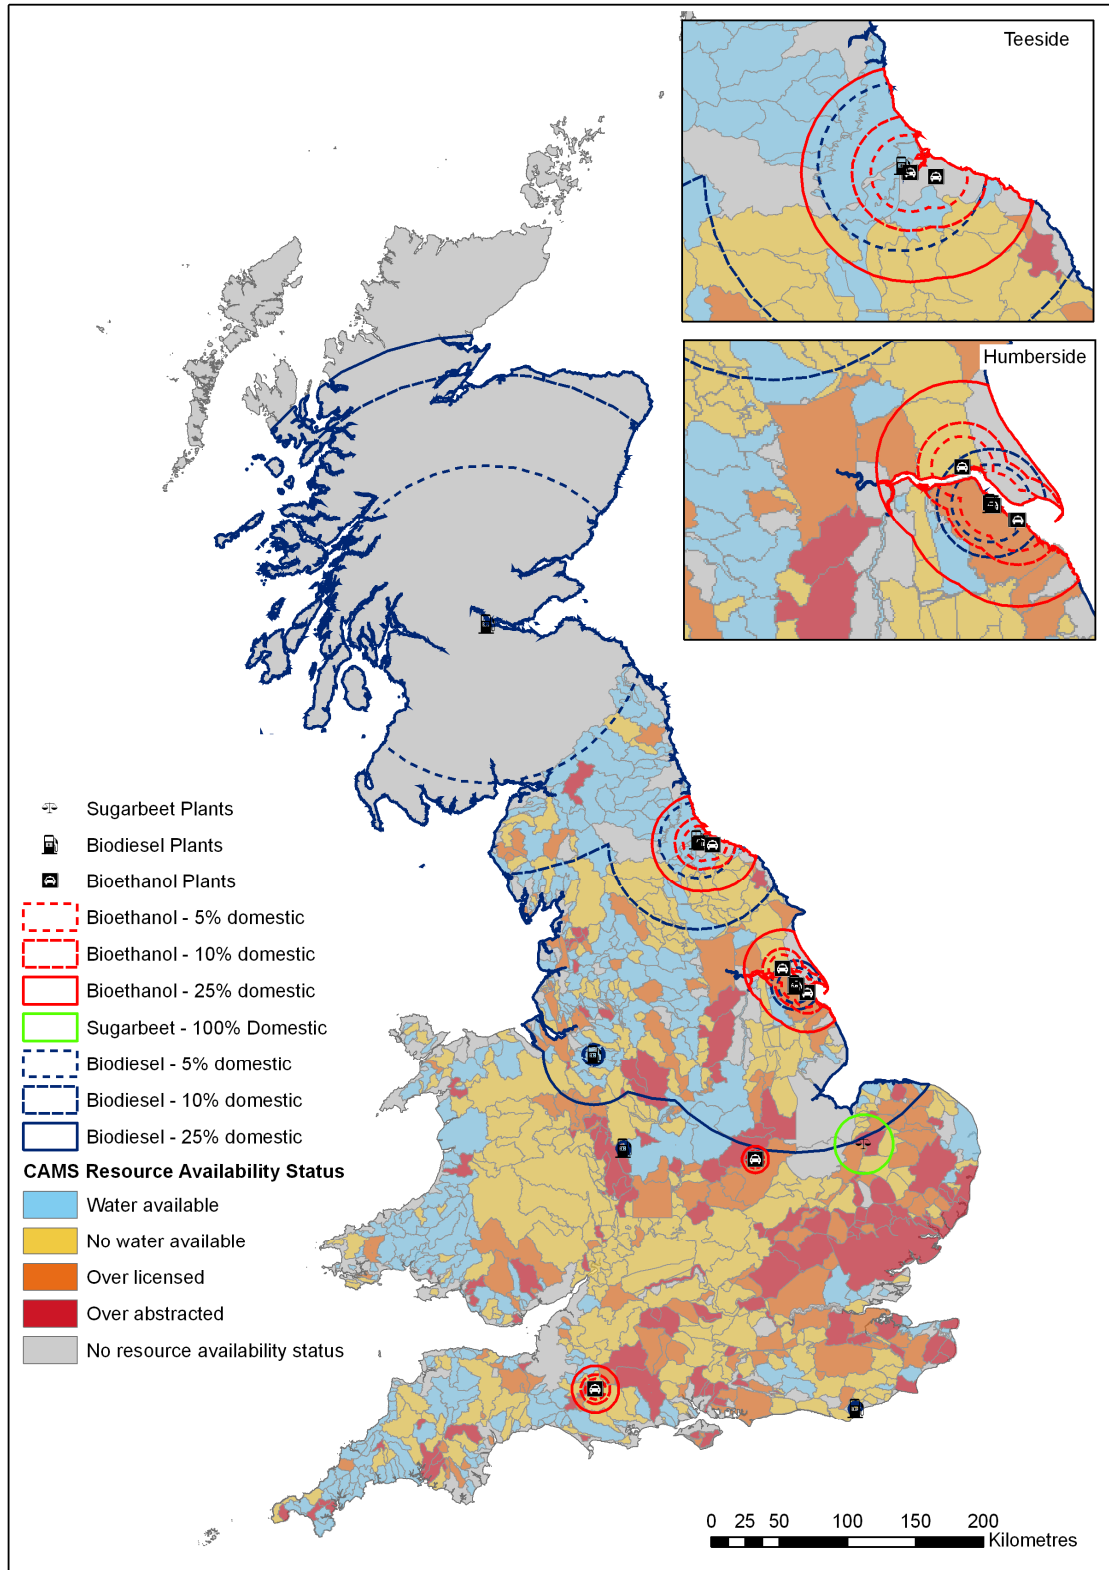 Teeside
Humberside
Sugarbeet Plants
Biodiesel Plants
Bioethanol Plants
Bioethanol - 5% domestic
Bioethanol - 10% domestic
Bioethanol - 25% domestic
Sugarbeet - 100% Domestic
Biodiesel - 5% domestic
Biodiesel - 10% domestic
Biodiesel - 25% domestic
CAMS Resource Availability Status
Water available
No water available
Over licensed
Over abstracted
No resource availability status
0 25 50 100 150 200
Kilometres